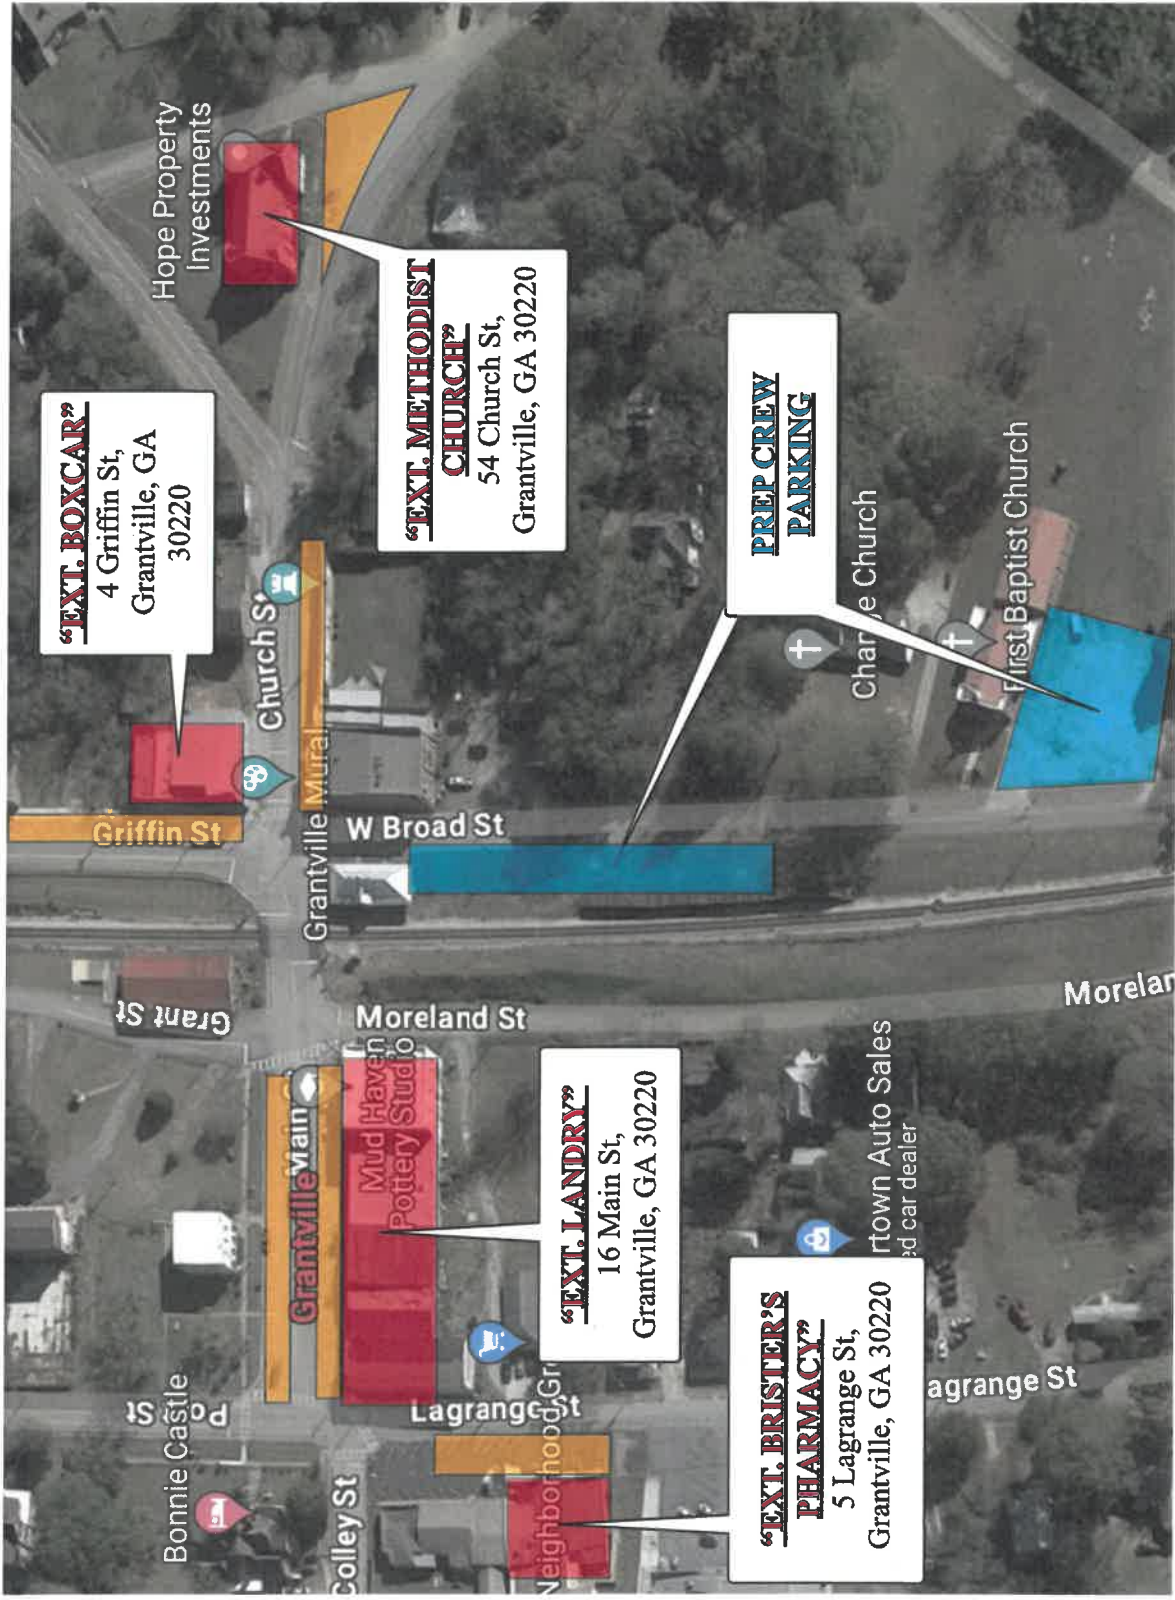 Hope Property
Investments
“EXT. BOXCAR”
4 Griffin St,
Grantville, GA
30220
“EXT. METHODIST
CHURCH”
54 Church St,
Grantville, GA 30220
Church St
Griffin St
Grantville Mural
W Broad St
PREP CREW
PARKING
Change Church
First Baptist Church
Grant St
Moreland St
Morelan
Grantville Main
Mud Haven
Pottery Studio
“EXT. LANDRY”
16 Main St,
Grantville, GA 30220
Bonnie Castle
Colley St
Lagrange St
Neighborhood Gr
“EXT. BRISTER’S
PHARMACY”
5 Lagrange St,
Grantville, GA 30220
rtown Auto Sales
ed car dealer
agrange St